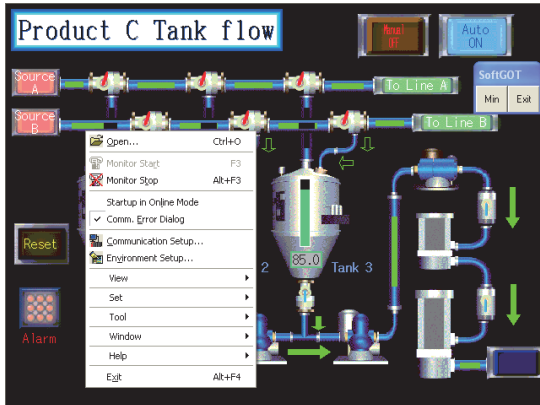 Product C Tank flow
Manual OFF
Auto ON
Source A
To Line A
SoftGOT
Min Exit
Source B
To Line B
Open... Ctrl+O
Monitor Start F3
Monitor Stop Alt+F3
Startup in Online Mode
Comm. Error Dialog
Communication Setup...
Environment Setup...
View
Set
Tool
Window
Help
Exit Alt+F4
85.0
2
Tank 3
Reset
Alarm